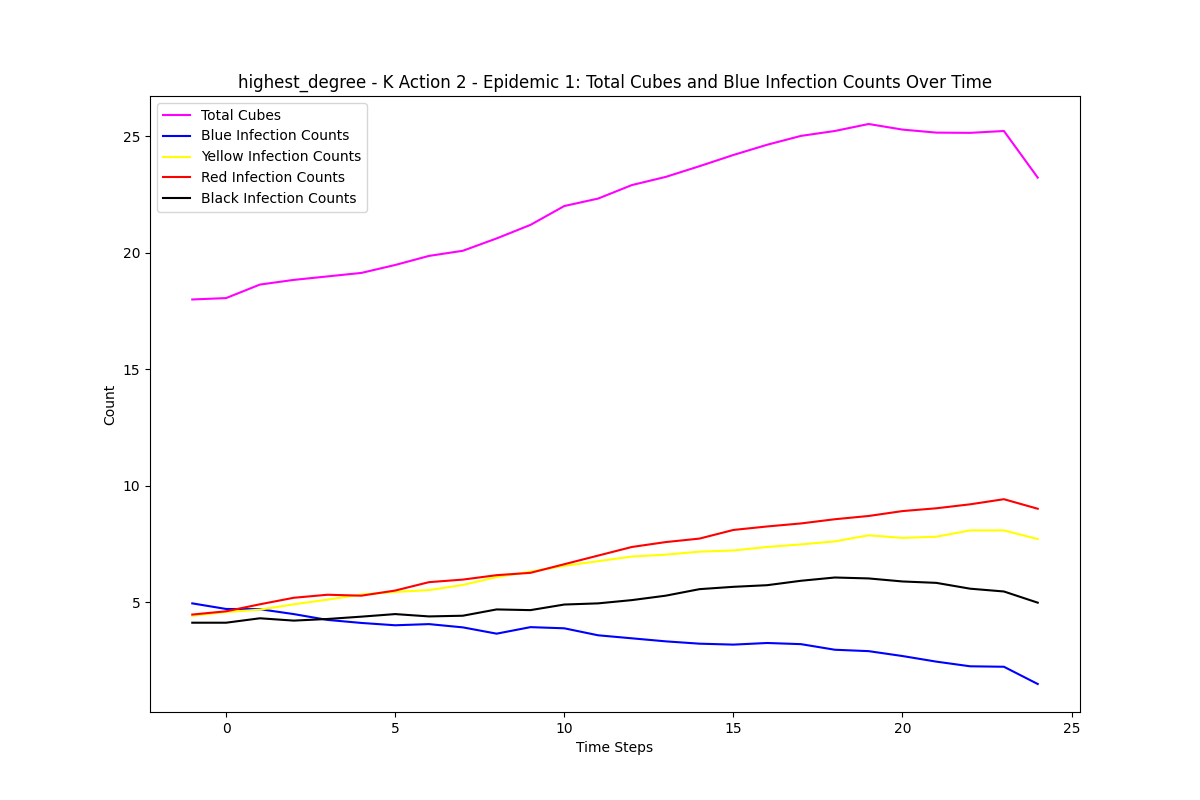 highest_degree - K Action 2 - Epidemic 1: Total Cubes and Blue Infection Counts Over Time
Total Cubes
Blue Infection Counts
Yellow Infection Counts
Red Infection Counts
Black Infection Counts
25
20
15
10
5
Count
0
5
10
15
20
25
Time Steps